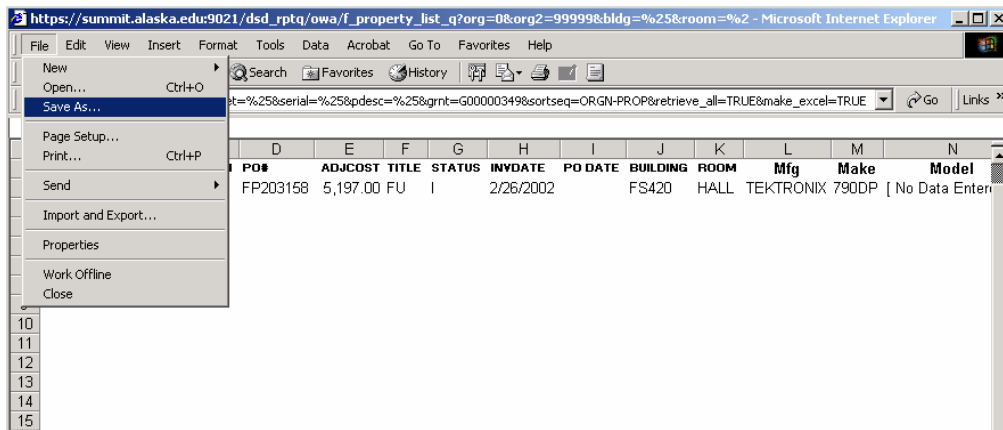 https://summit.alaska.edu:9021/dsd_rptq/owa/f_property_list_q?org=0&org2=99999&bldg=%25&room=%2 - Microsoft Internet Explorer
File Edit View Insert Format Tools Data Acrobat Go To Favorites Help
New
Search Favorites History
Open... Ctrl+O
Save As...
et=%25&serial=%25&pdesc=%25&grnt=G00000349&sortseq=ORGN-PROP&retrieve_all=TRUE&make_excel=TRUE Go Links »
Page Setup...
Print... Ctrl+P
D E F G H I J K L M N
PO# ADJCOST TITLE STATUS INVDATE PO DATE BUILDING ROOM Mfg Make Model
Send
FP203158 5,197.00 FU I 2/26/2002 FS420 HALL TEKTRONIX 790DP [ No Data Entere
Import and Export...
Properties
Work Offline
Close
10
11
12
13
14
15